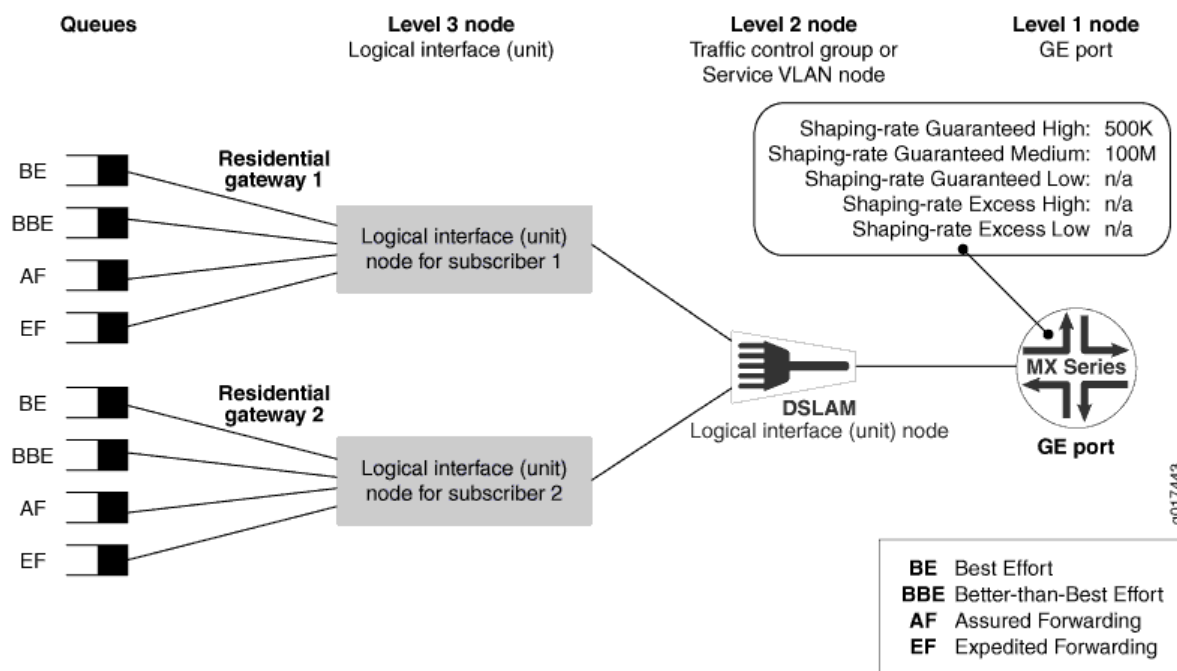 Queues
Level 3 node
Logical interface (unit)
Level 2 node
Traffic control group or
Service VLAN node
Level 1 node
GE port
Shaping-rate Guaranteed High: 500K
Shaping-rate Guaranteed Medium: 100M
Shaping-rate Guaranteed Low: n/a
Shaping-rate Excess High: n/a
Shaping-rate Excess Low n/a
BE
BBE
AF
EF
Residential
gateway 1
Logical interface (unit)
node for subscriber 1
BE
BBE
AF
EF
Residential
gateway 2
Logical interface (unit)
node for subscriber 2
DSLAM
Logical interface (unit) node
MX Series
GE port
g017443
BE Best Effort
BBE Better-than-Best Effort
AF Assured Forwarding
EF Expedited Forwarding